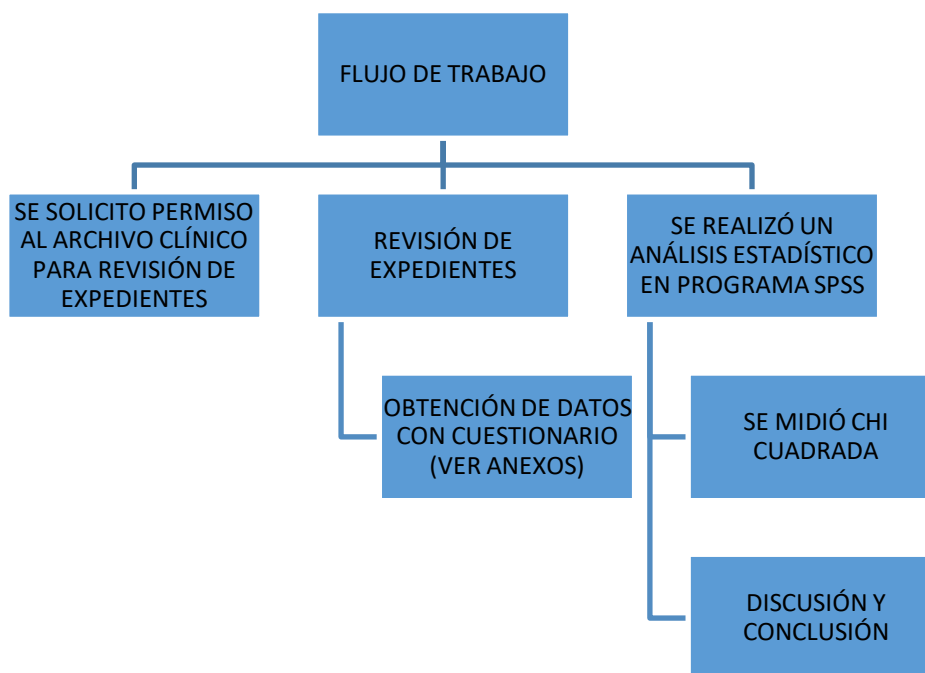 FLUJO DE TRABAJO
SE SOLICITO PERMISO
AL ARCHIVO CLÍNICO
PARA REVISIÓN DE
EXPEDIENTES
REVISIÓN DE
EXPEDIENTES
SE REALIZÓ UN
ANÁLISIS ESTADÍSTICO
EN PROGRAMA SPSS
OBTENCIÓN DE DATOS
CON CUESTIONARIO
(VER ANEXOS)
SE MIDIÓ CHI
CUADRADA
DISCUSIÓN Y
CONCLUSIÓN